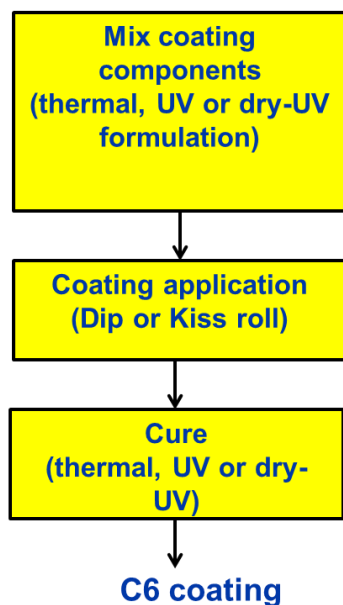 Mix coating
components
(thermal, UV or dry-UV
formulation)
Coating application
(Dip or Kiss roll)
Cure
(thermal, UV or dry-
UV)
C6 coating